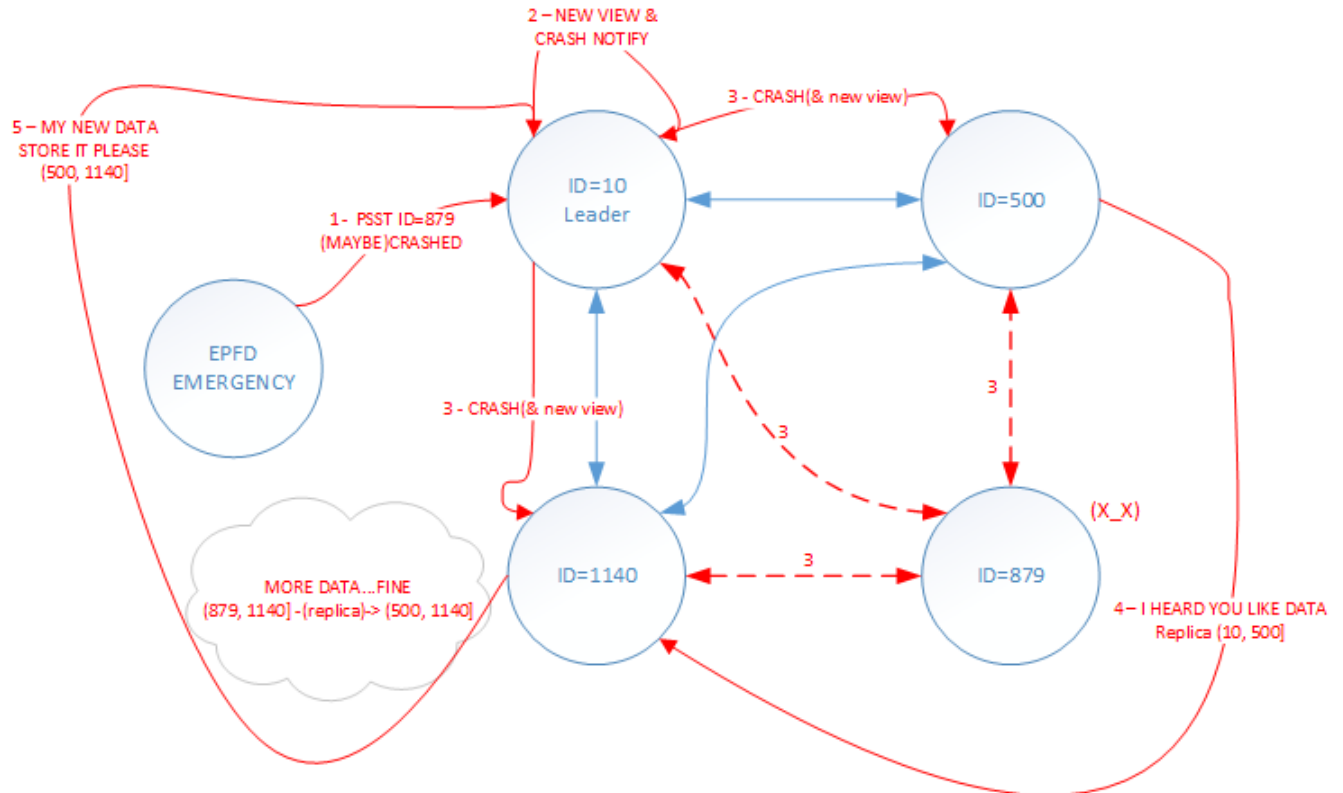 2 – NEW VIEW &
CRASH NOTIFY
3 - CRASH(& new view)
5 – MY NEW DATA
STORE IT PLEASE
(500, 1140]
ID=10
Leader
ID=500
1 - PSST ID=879
(MAYBE)CRASHED
EPFD
EMERGENCY
3 - CRASH(& new view)
3
3
(X_X)
MORE DATA...FINE
(879, 1140] -(replica)-> (500, 1140]
ID=1140
3
ID=879
4 – I HEARD YOU LIKE DATA
Replica (10, 500]